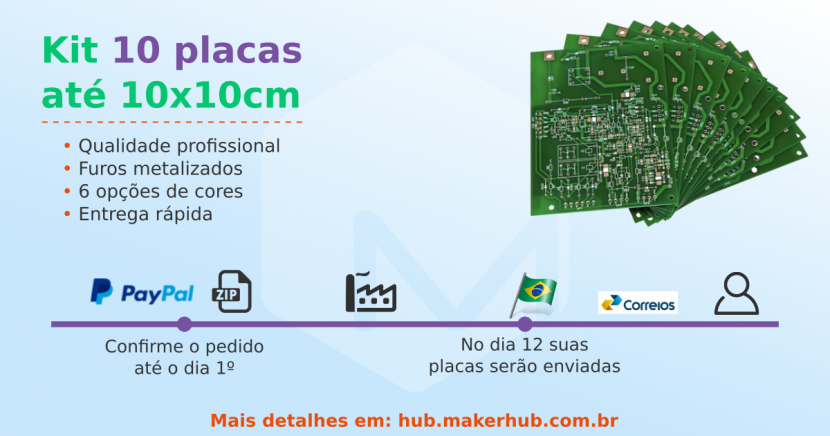 Kit 10 placas
até 10x10cm
• Qualidade profissional
• Furos metalizados
• 6 opções de cores
• Entrega rápida
PayPal
ZIP
Correios
Confirme o pedido
até o dia 1º
No dia 12 suas
placas serão enviadas
Mais detalhes em: hub.makerhub.com.br